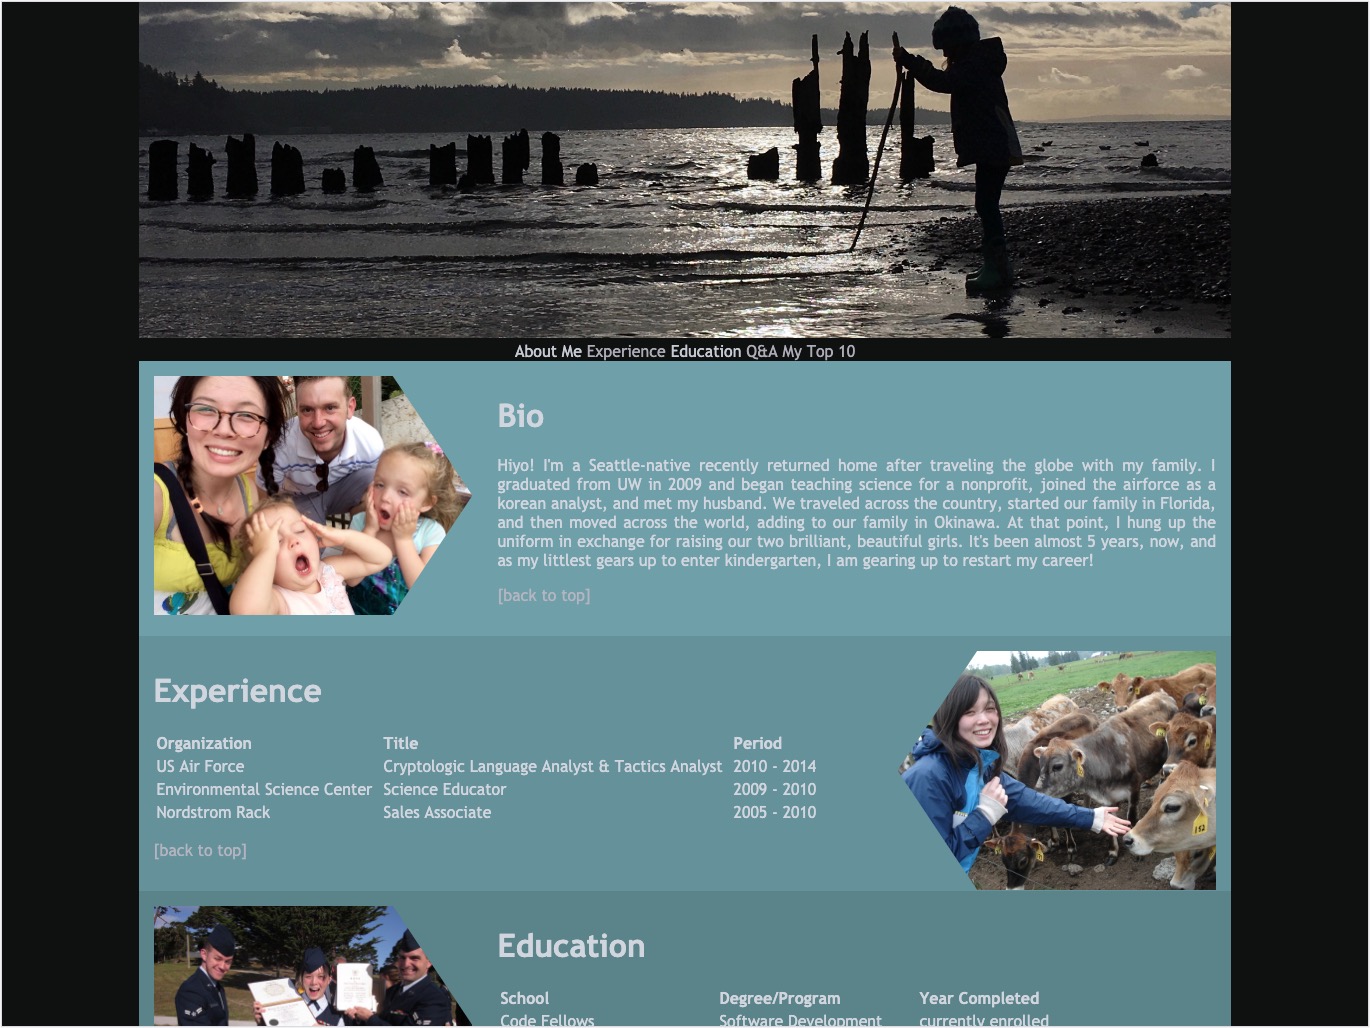 About Me Experience Education Q&A My Top 10
Bio
Hiyo! I'm a Seattle-native recently returned home after traveling the globe with my family. I
graduated from UW in 2009 and began teaching science for a nonprofit, joined the airforce as a
korean analyst, and met my husband. We traveled across the country, started our family in Florida,
and then moved across the world, adding to our family in Okinawa. At that point, I hung up the
uniform in exchange for raising our two brilliant, beautiful girls. It's been almost 5 years, now, and
as my littlest gears up to enter kindergarten, I am gearing up to restart my career!
[back to top]
Experience
Organization Title Period
US Air Force Cryptologic Language Analyst & Tactics Analyst 2010 - 2014
Environmental Science Center Science Educator 2009 - 2010
Nordstrom Rack Sales Associate 2005 - 2010
[back to top]
152
Education
School Degree/Program Year Completed
Code Fellows Software Development currently enrolled